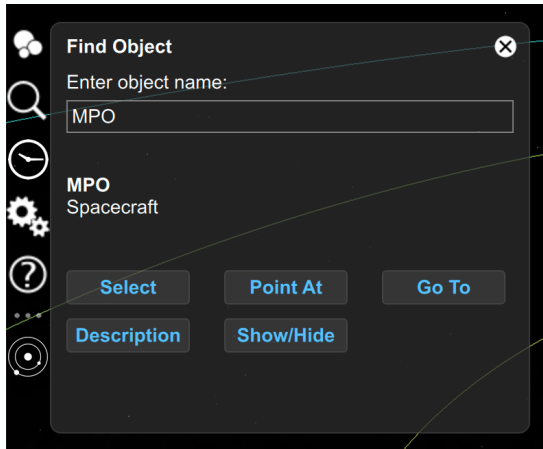 Find Object
Enter object name:
MPO
MPO
Spacecraft
Select Point At Go To
Description Show/Hide